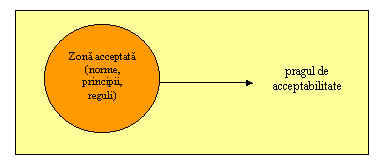 Zonă acceptată
(norme,
principii,
reguli)
pragul de
acceptabilitate